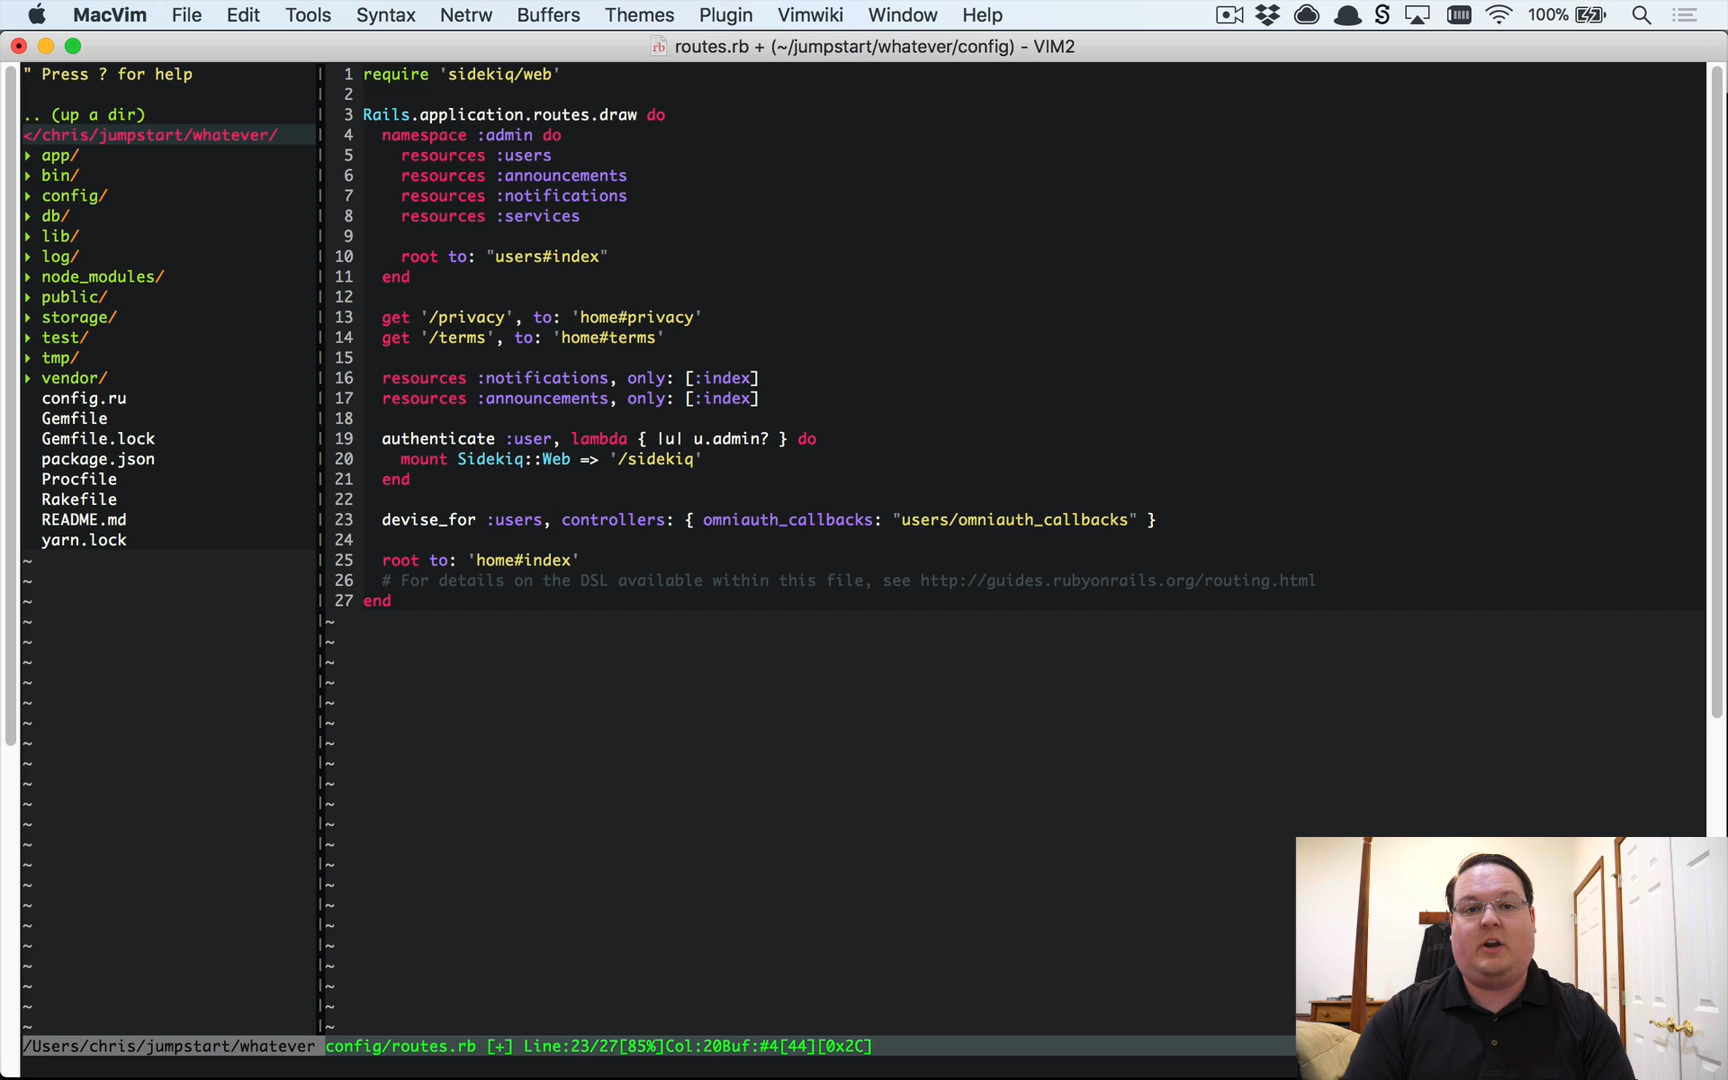 MacVim File Edit Tools Syntax Netrw Buffers Themes Plugin Vimwiki Window Help 100%
routes.rb + (~/jumpstart/whatever/config) - VIM2
" Press ? for help
.. (up a dir)
</chris/jumpstart/whatever/
▸ app/
▸ bin/
▸ config/
▸ db/
▸ lib/
▸ log/
▸ node_modules/
▸ public/
▸ storage/
▸ test/
▸ tmp/
▸ vendor/
config.ru
Gemfile
Gemfile.lock
package.json
Procfile
Rakefile
README.md
yarn.lock
1 require 'sidekiq/web'
2
3 Rails.application.routes.draw do
4 namespace :admin do
5 resources :users
6 resources :announcements
7 resources :notifications
8 resources :services
9
10 root to: "users#index"
11 end
12
13 get '/privacy', to: 'home#privacy'
14 get '/terms', to: 'home#terms'
15
16 resources :notifications, only: [:index]
17 resources :announcements, only: [:index]
18
19 authenticate :user, lambda { |u| u.admin? } do
20 mount Sidekiq::Web => '/sidekiq'
21 end
22
23 devise_for :users, controllers: { omniauth_callbacks: "users/omniauth_callbacks" }
24
25 root to: 'home#index'
26 # For details on the DSL available within this file, see http://guides.rubyonrails.org/routing.html
27 end
/Users/chris/jumpstart/whatever config/routes.rb [+] Line:23/27[85%]Col:20Buf:#4[44][0x2C]